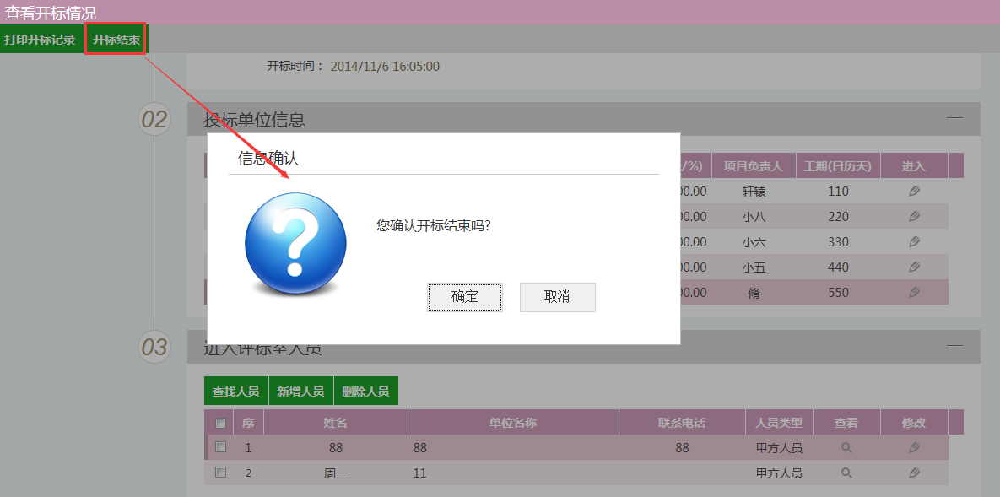 查看开标情况
打印开标记录 开标结束
开标时间： 2014/11/6 16:05:00
02 投标单位信息
信息确认
/%) 项目负责人 工期(日历天) 进入
00.00 轩辕 110
00.00 小八 220
您确认开标结束吗？
00.00 小六 330
00.00 小五 440
00.00 脩 550
确定 取消
03 进入评标室人员
查找人员 新增人员 删除人员
序 姓名 单位名称 联系电话 人员类型 查看 修改
1 88 88 88 甲方人员
2 周一 11 甲方人员